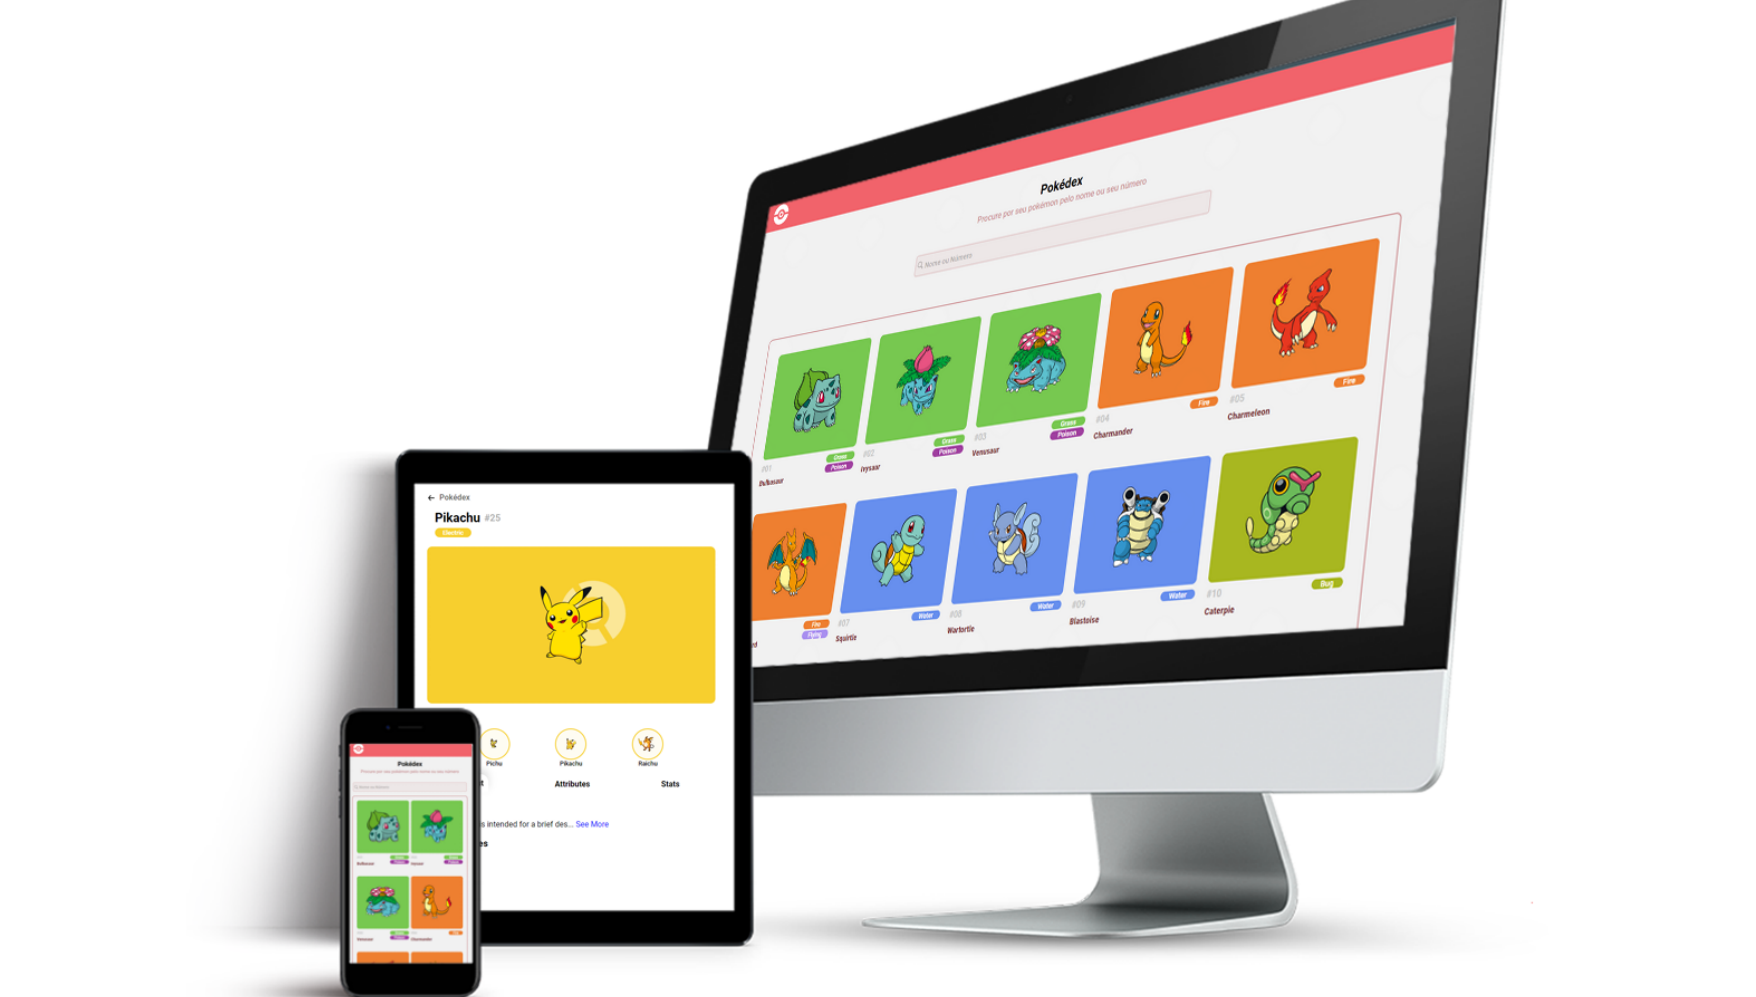 Pokédex
Procure por seu pokémon pelo nome ou seu número
Nome ou Número
#01
Grass
Poison
Bulbasaur
#02
Grass
Poison
Ivysaur
#03
Grass
Poison
Venusaur
#04
Fire
Charmander
#05
Fire
Charmeleon
Fire
Flying
rd
#07
Water
Squirtle
#08
Water
Wartortle
#09
Water
Blastoise
#10
Bug
Caterpie
← Pokédex
Pikachu #25
Electric
Pichu Pikachu Raichu
t Attributes Stats
s intended for a brief des... See More
es
Pokédex
Procure por seu pokémon pelo nome ou seu número
Nome ou Número
Bulbasaur
Ivysaur
Venusaur
Charmander